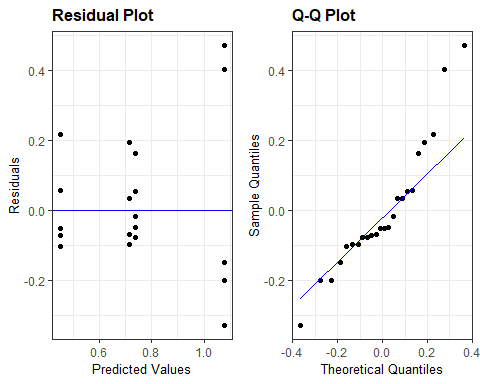 Residual Plot
Residuals
0.4
0.2
0.0
-0.2
0.6 0.8 1.0
Predicted Values
Q-Q Plot
Sample Quantiles
0.4
0.2
0.0
-0.2
-0.4 -0.2 0.0 0.2 0.4
Theoretical Quantiles